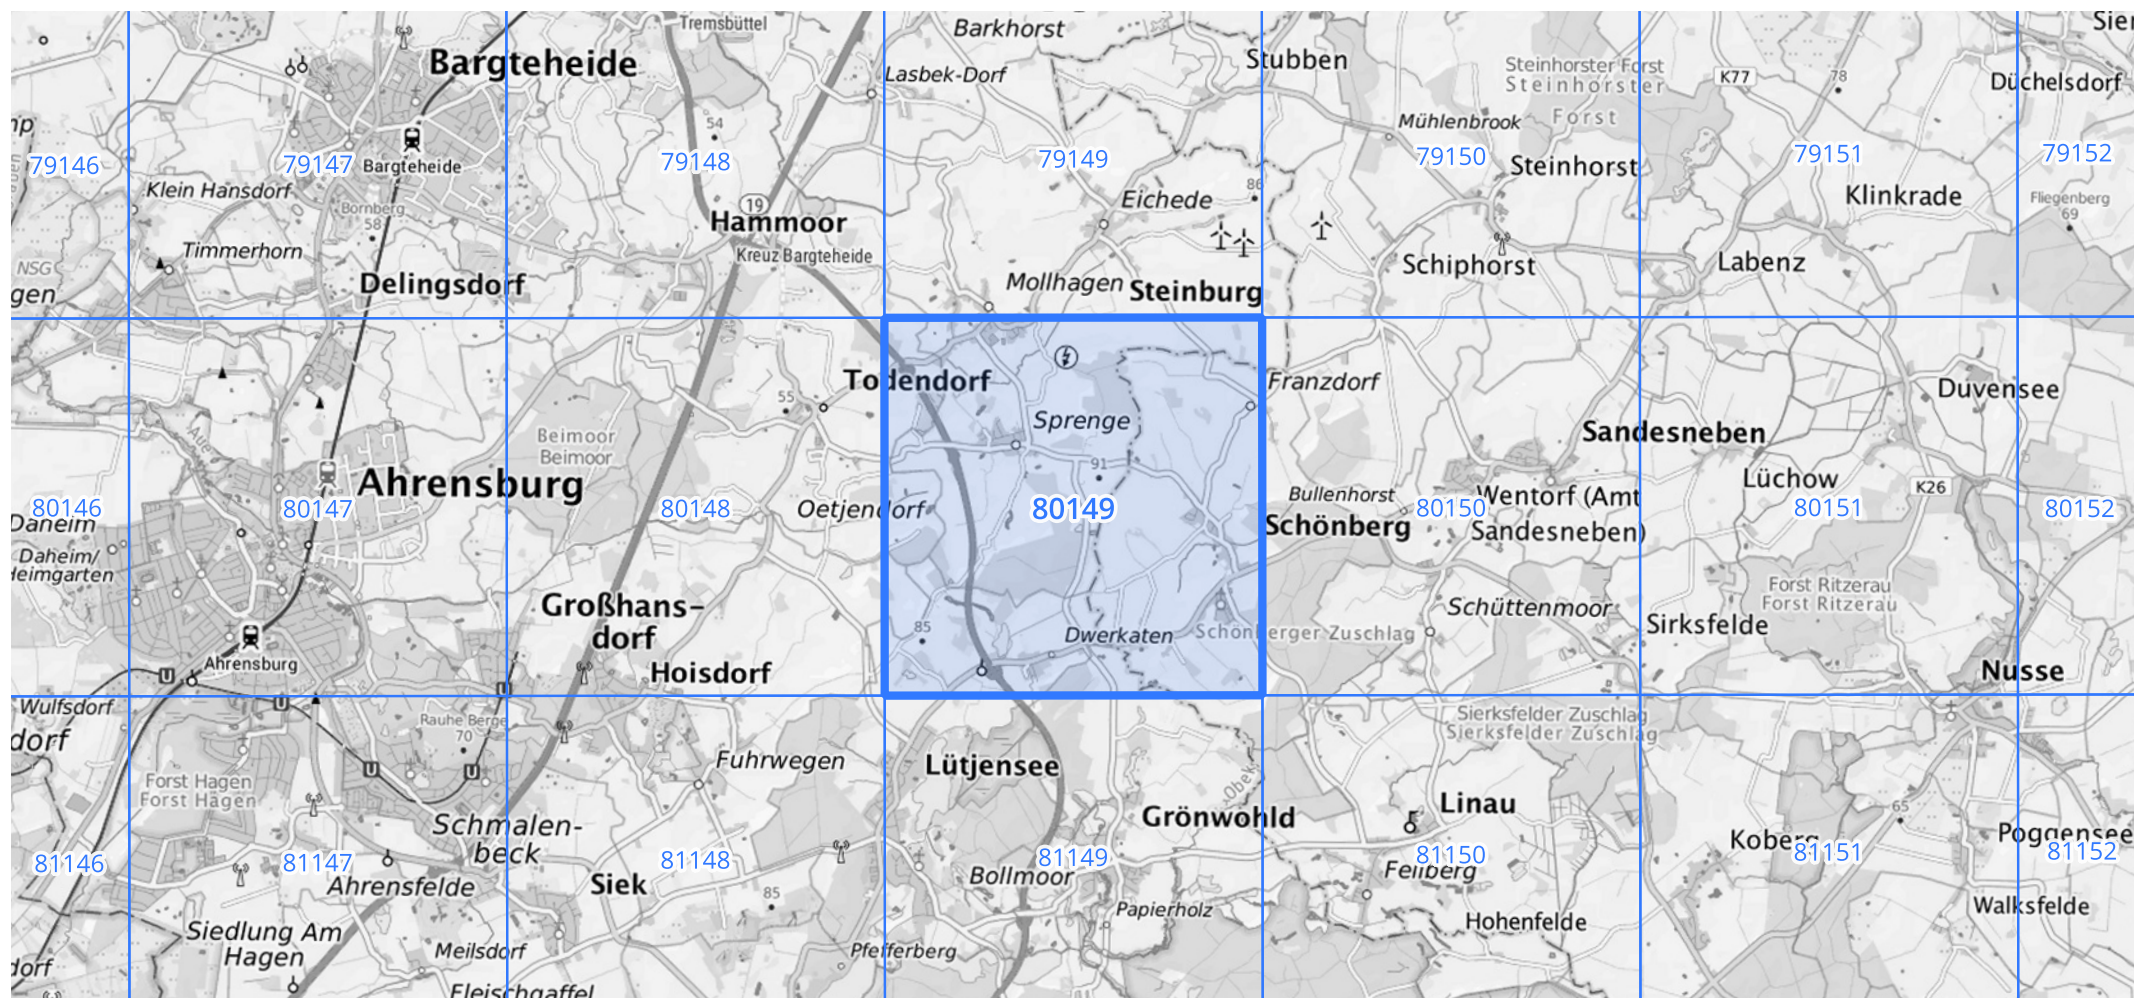 Tremsbüttel
Barkhorst
Bargteheide
Lasbek-Dorf
Stubben
Steinhorster Forst
Steinhorster
Forst
K77
78
Düchelsdorf
54
Mühlenbrook
79146
79147
Bargteheide
79148
79149
79150
Steinhorst
79151
79152
Klein Hansdorf
Bornberg
58
19
Hammoor
Kreuz Bargteheide
Eichede
86
Klinkrade
Fliegenberg
69
Timmerhorn
NSG
gen
Delingsdorf
Mollhagen
Steinburg
Schiphorst
Labenz
Todendorf
Franzdorf
Duvensee
55
Sprenge
Sandesneben
Aue
Beimoor
Beimoor
91
Ahrensburg
Lüchow
K26
80146
80147
80148
Oetjendorf
80149
Bullenhorst
80150
Wentorf (Amt
Sandesneben)
80151
80152
Daheim
Schönberg
Daheim/
Heimgarten
Forst Ritzerau
Forst Ritzerau
Großhans-
dorf
Schüttenmoor
85
Dwerkaten
Schönberger Zuschlag
Sirksfelde
Ahrensburg
U
Hoisdorf
Nusse
U
U
Wulfsdorf
dorf
Rauhe Berge
70
Sierksfelder Zuschlag
Sierksfelder Zuschlag
Fuhrwegen
Lütjensee
U
U
Forst Hagen
Forst Hagen
Obek
Linau
65
Grönwohld
Schmalen-
beck
Koberg
Poggensee
81146
81147
81148
81149
81150
81151
81152
Ahrensfelde
Siek
85
Bollmoor
Feliberg
Papierholz
Hohenfelde
Walksfelde
Siedlung Am
Hagen
Meilsdorf
Pfefferberg
dorf
Fleischgaffel